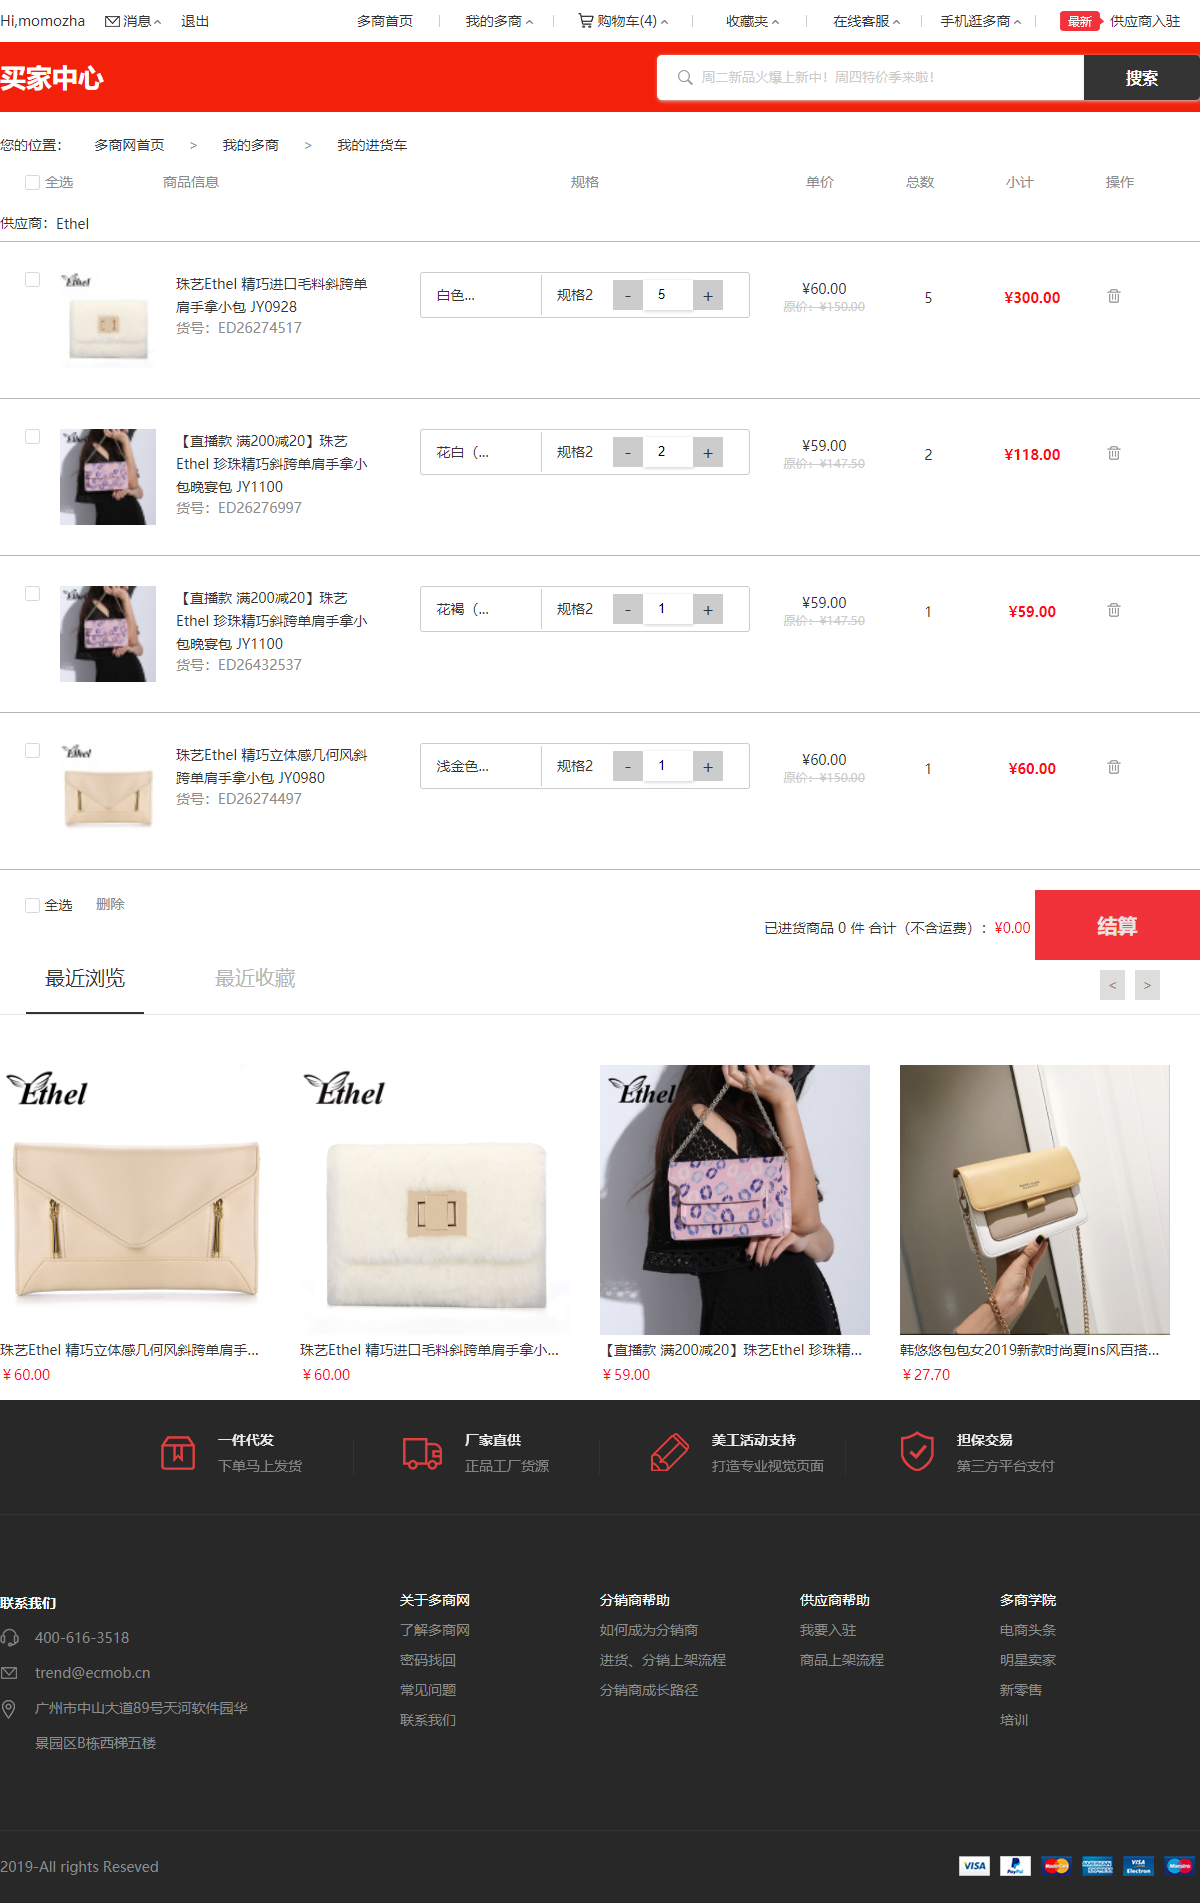 Hi,momozha 消息 退出 多商首页 我的多商 购物车(4) 收藏夹 在线客服 手机逛多商 最新 供应商入驻
买家中心 周二新品火爆上新中！周四特价季来啦！ 搜索
您的位置： 多商网首页 > 我的多商 > 我的进货车
全选 商品信息 规格 单价 总数 小计 操作
供应商：Ethel
Ethel
珠艺Ethel 精巧进口毛料斜跨单
肩手拿小包 JY0928
货号：ED26274517
白色... 规格2 - 5 +
¥60.00
原价：¥150.00
5 ¥300.00
Ethel
【直播款 满200减20】珠艺
Ethel 珍珠精巧斜跨单肩手拿小
包晚宴包 JY1100
货号：ED26276997
花白（... 规格2 - 2 +
¥59.00
原价：¥147.50
2 ¥118.00
Ethel
【直播款 满200减20】珠艺
Ethel 珍珠精巧斜跨单肩手拿小
包晚宴包 JY1100
货号：ED26432537
花褐（... 规格2 - 1 +
¥59.00
原价：¥147.50
1 ¥59.00
Ethel
珠艺Ethel 精巧立体感几何风斜
跨单肩手拿小包 JY0980
货号：ED26274497
浅金色... 规格2 - 1 +
¥60.00
原价：¥150.00
1 ¥60.00
全选 删除
已进货商品 0 件 合计（不含运费）：¥0.00 结算
最近浏览 最近收藏 < >
Ethel Ethel Ethel
珠艺Ethel 精巧立体感几何风斜跨单肩手...
￥60.00
珠艺Ethel 精巧进口毛料斜跨单肩手拿小...
￥60.00
【直播款 满200减20】珠艺Ethel 珍珠精...
￥59.00
韩悠悠包包女2019新款时尚夏ins风百搭...
￥27.70
一件代发
下单马上发货
厂家直供
正品工厂货源
美工活动支持
打造专业视觉页面
担保交易
第三方平台支付
联系我们
400-616-3518
trend@ecmob.cn
广州市中山大道89号天河软件园华
景园区B栋西梯五楼
关于多商网
了解多商网
密码找回
常见问题
联系我们
分销商帮助
如何成为分销商
进货、分销上架流程
分销商成长路径
供应商帮助
我要入驻
商品上架流程
多商学院
电商头条
明星卖家
新零售
培训
2019-All rights Reseved
VISA PayPal MasterCard AMERICAN EXPRESS VISA Electron Maestro